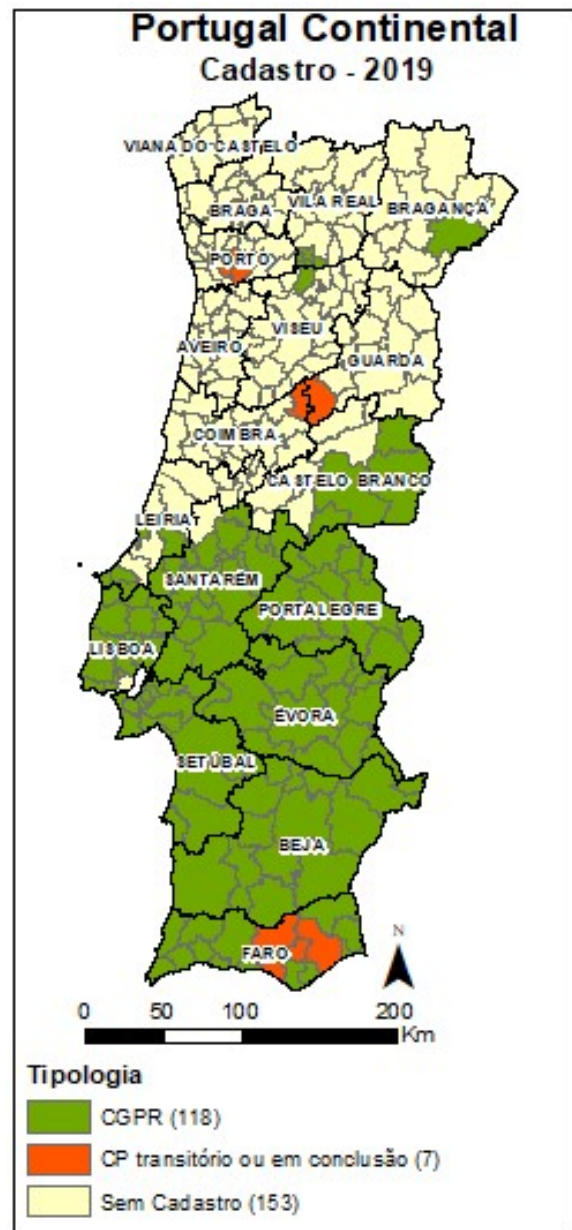 Portugal Continental
Cadastro - 2019
VIANA DO CASTELO
BRAGA
VILA REAL
BRAGANÇA
PORTO
AVEIRO
VISEU
GUARDA
COIMBRA
CASTELO BRANCO
LEIRIA
SANTARÉM
PORTALEGRE
LISBOA
ÉVORA
SETÚBAL
BEJA
FARO
N
0 50 100 200
Km
Tipologia
CGPR (118)
CP transitório ou em conclusão (7)
Sem Cadastro (153)